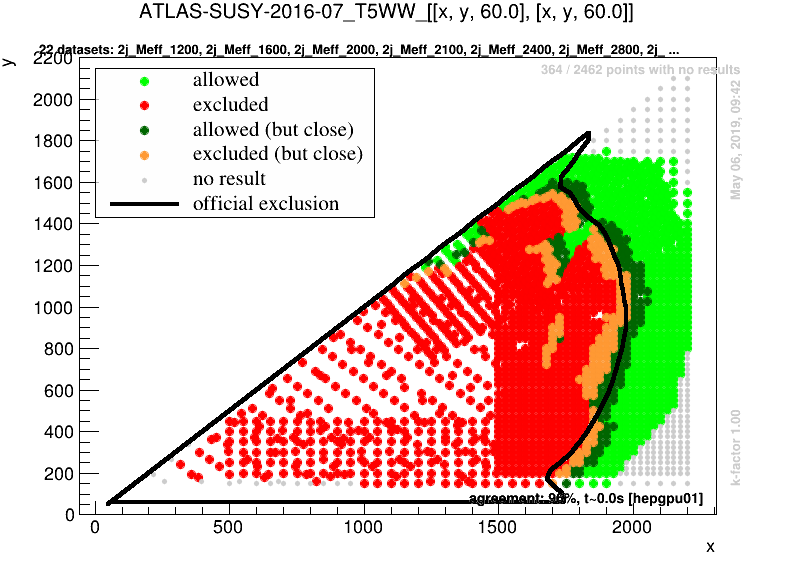 ATLAS-SUSY-2016-07_T5WW_[[x, y, 60.0], [x, y, 60.0]]
22 datasets: 2j_Meff_1200, 2j_Meff_1600, 2j_Meff_2000, 2j_Meff_2100, 2j_Meff_2400, 2j_Meff_2800, 2j_ ...
364 / 2462 points with no results
May 06, 2019, 09:42
k-factor 1.00
allowed
excluded
allowed (but close)
excluded (but close)
no result
official exclusion
y
2200
2000
1800
1600
1400
1200
1000
800
600
400
200
0
agreement: 96%, t~0.0s [hepgpu01]
0 500 1000 1500 2000
x